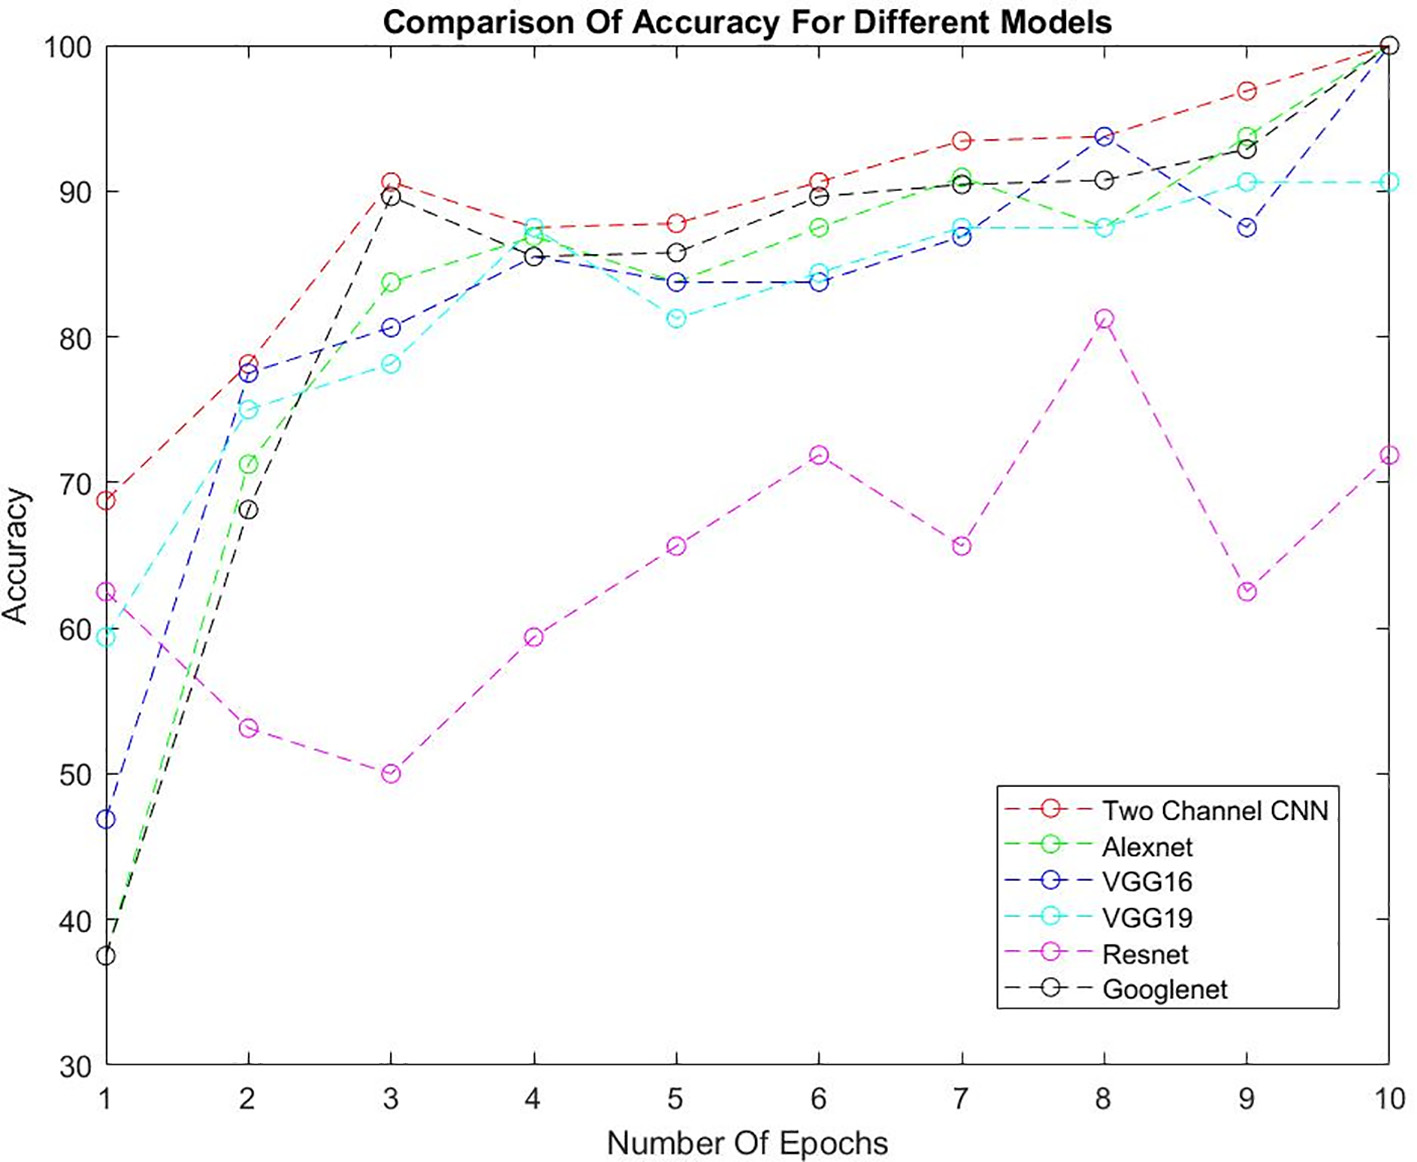 Comparison Of Accuracy For Different Models
100
90
80
70
60
50
40
30
Accuracy
1 2 3 4 5 6 7 8 9 10
Number Of Epochs
Two Channel CNN
Alexnet
VGG16
VGG19
Resnet
Googlenet